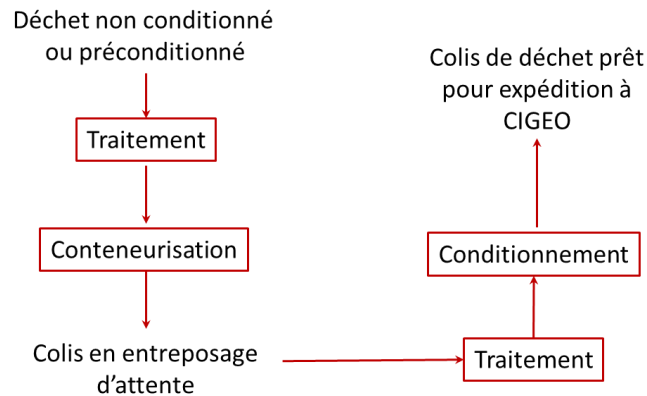 Déchet non conditionné
ou préconditionné
Traitement
Conteneurisation
Colis en entreposage
d'attente
Traitement
Conditionnement
Colis de déchet prêt
pour expédition à
CIGEO